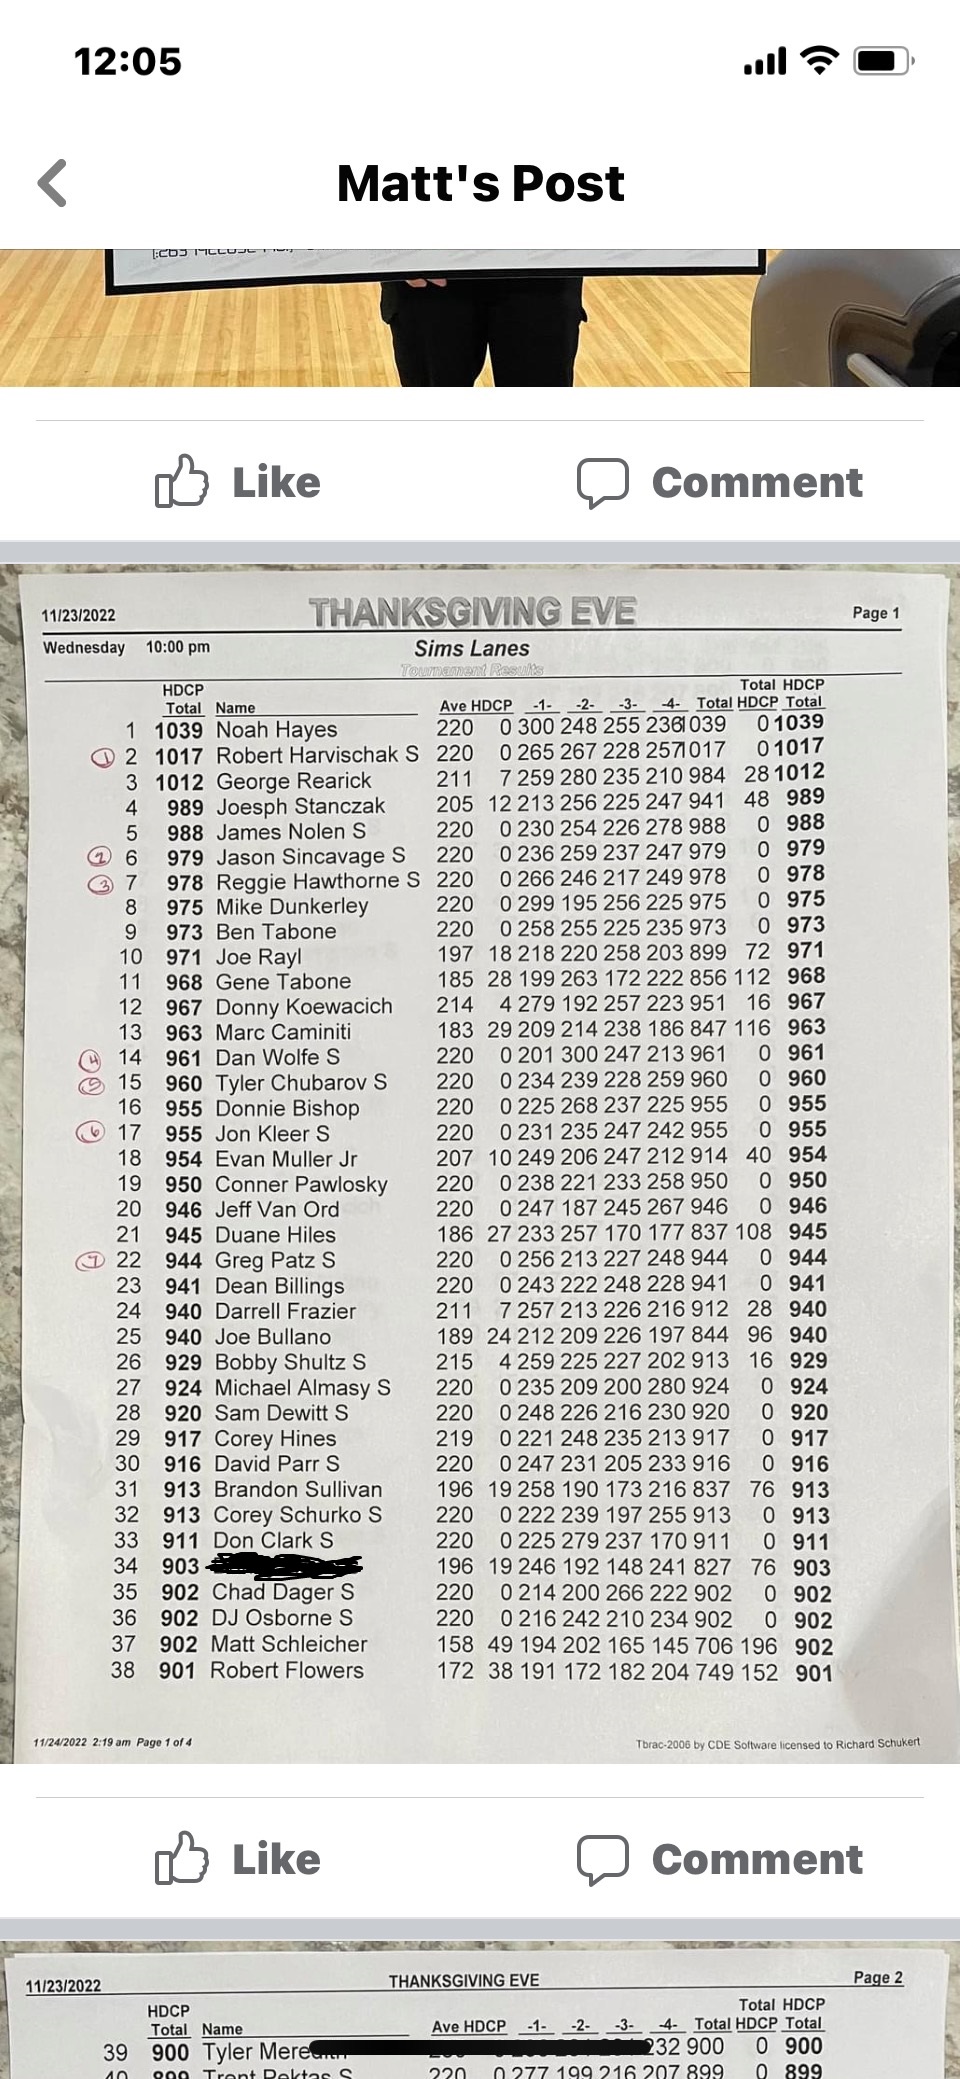 12:05
Matt's Post
Like Comment
11/23/2022 THANKSGIVING EVE Page 1
Wednesday 10:00 pm Sims Lanes
Tournament Results
HDCP Total HDCP
Total Name Ave HDCP -1- -2- -3- -4- Total HDCP Total
1 1039 Noah Hayes 220 0 300 248 255 236 1039 0 1039
1 2 1017 Robert Harvischak S 220 0 265 267 228 257 1017 0 1017
3 1012 George Rearick 211 7 259 280 235 210 984 28 1012
4 989 Joesph Stanczak 205 12 213 256 225 247 941 48 989
5 988 James Nolen S 220 0 230 254 226 278 988 0 988
2 6 979 Jason Sincavage S 220 0 236 259 237 247 979 0 979
3 7 978 Reggie Hawthorne S 220 0 266 246 217 249 978 0 978
8 975 Mike Dunkerley 220 0 299 195 256 225 975 0 975
9 973 Ben Tabone 220 0 258 255 225 235 973 0 973
10 971 Joe Rayl 197 18 218 220 258 203 899 72 971
11 968 Gene Tabone 185 28 199 263 172 222 856 112 968
12 967 Donny Koewacich 214 4 279 192 257 223 951 16 967
13 963 Marc Caminiti 183 29 209 214 238 186 847 116 963
4 14 961 Dan Wolfe S 220 0 201 300 247 213 961 0 961
5 15 960 Tyler Chubarov S 220 0 234 239 228 259 960 0 960
16 955 Donnie Bishop 220 0 225 268 237 225 955 0 955
6 17 955 Jon Kleer S 220 0 231 235 247 242 955 0 955
18 954 Evan Muller Jr 207 10 249 206 247 212 914 40 954
19 950 Conner Pawlosky 220 0 238 221 233 258 950 0 950
20 946 Jeff Van Ord 220 0 247 187 245 267 946 0 946
21 945 Duane Hiles 186 27 233 257 170 177 837 108 945
7 22 944 Greg Patz S 220 0 256 213 227 248 944 0 944
23 941 Dean Billings 220 0 243 222 248 228 941 0 941
24 940 Darrell Frazier 211 7 257 213 226 216 912 28 940
25 940 Joe Bullano 189 24 212 209 226 197 844 96 940
26 929 Bobby Shultz S 215 4 259 225 227 202 913 16 929
27 924 Michael Almasy S 220 0 235 209 200 280 924 0 924
28 920 Sam Dewitt S 220 0 248 226 216 230 920 0 920
29 917 Corey Hines 219 0 221 248 235 213 917 0 917
30 916 David Parr S 220 0 247 231 205 233 916 0 916
31 913 Brandon Sullivan 196 19 258 190 173 216 837 76 913
32 913 Corey Schurko S 220 0 222 239 197 255 913 0 913
33 911 Don Clark S 220 0 225 279 237 170 911 0 911
34 903 196 19 246 192 148 241 827 76 903
35 902 Chad Dager S 220 0 214 200 266 222 902 0 902
36 902 DJ Osborne S 220 0 216 242 210 234 902 0 902
37 902 Matt Schleicher 158 49 194 202 165 145 706 196 902
38 901 Robert Flowers 172 38 191 172 182 204 749 152 901
11/24/2022 2:19 am Page 1 of 4 Tbrac-2006 by CDE Software licensed to Richard Schukert
Like Comment
11/23/2022 THANKSGIVING EVE Page 2
HDCP Total HDCP
Total Name Ave HDCP -1- -2- -3- -4- Total HDCP Total
39 900 Tyler 232 900 0 900
40 899 Trent Pektas S 220 0 277 199 216 207 899 0 899